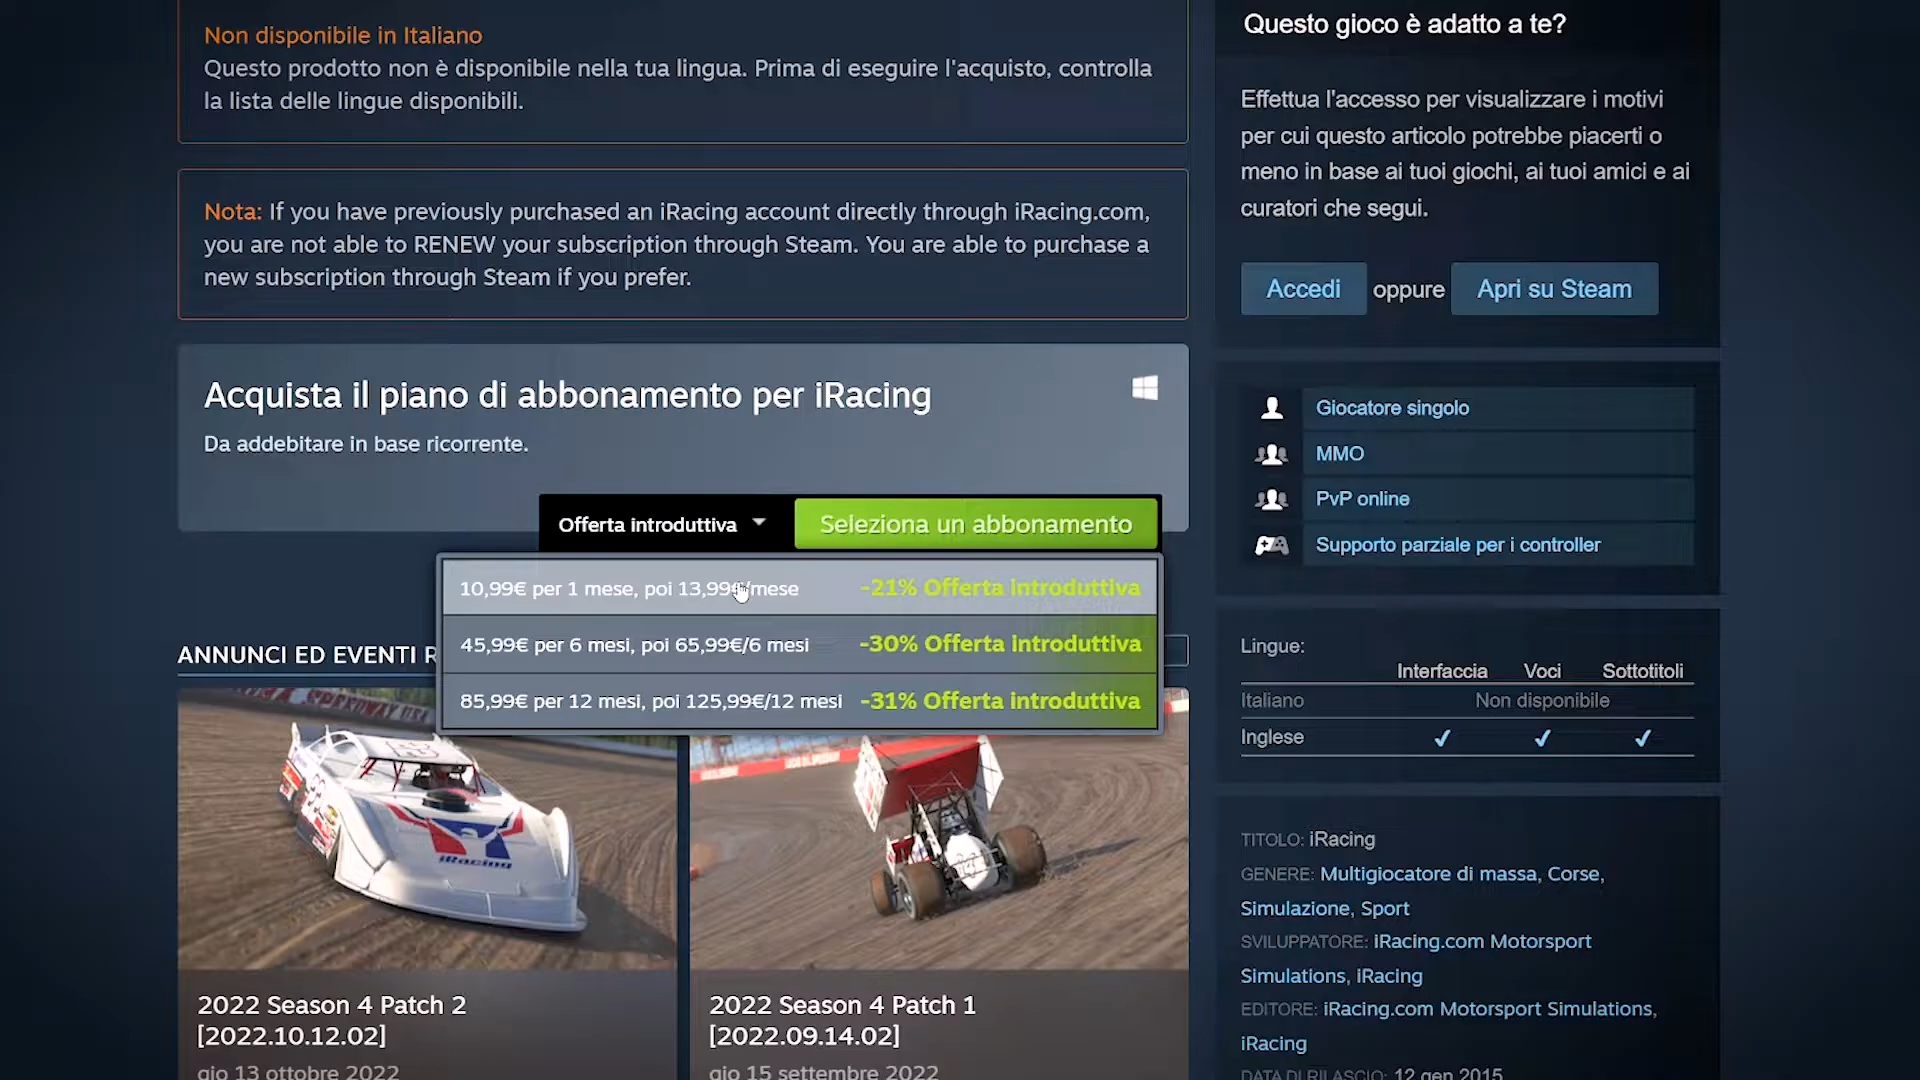 Non disponibile in Italiano
Questo prodotto non è disponibile nella tua lingua. Prima di eseguire l'acquisto, controlla
la lista delle lingue disponibili.
Nota: If you have previously purchased an iRacing account directly through iRacing.com,
you are not able to RENEW your subscription through Steam. You are able to purchase a
new subscription through Steam if you prefer.
Acquista il piano di abbonamento per iRacing
Da addebitare in base ricorrente.
Offerta introduttiva
Seleziona un abbonamento
10,99€ per 1 mese, poi 13,99€/mese -21% Offerta introduttiva
45,99€ per 6 mesi, poi 65,99€/6 mesi -30% Offerta introduttiva
85,99€ per 12 mesi, poi 125,99€/12 mesi -31% Offerta introduttiva
ANNUNCI ED EVENTI
iRacing
2022 Season 4 Patch 2
[2022.10.12.02]
gio 13 ottobre 2022
2022 Season 4 Patch 1
[2022.09.14.02]
gio 15 settembre 2022
Questo gioco è adatto a te?
Effettua l'accesso per visualizzare i motivi
per cui questo articolo potrebbe piacerti o
meno in base ai tuoi giochi, ai tuoi amici e ai
curatori che segui.
Accedi oppure Apri su Steam
Giocatore singolo
MMO
PvP online
Supporto parziale per i controller
Lingue:
Interfaccia Voci Sottotitoli
Italiano Non disponibile
Inglese ✓ ✓ ✓
TITOLO: iRacing
GENERE: Multigiocatore di massa, Corse,
Simulazione, Sport
SVILUPPATORE: iRacing.com Motorsport
Simulations, iRacing
EDITORE: iRacing.com Motorsport Simulations,
iRacing
DATA DI RILASCIO: 12 gen 2015